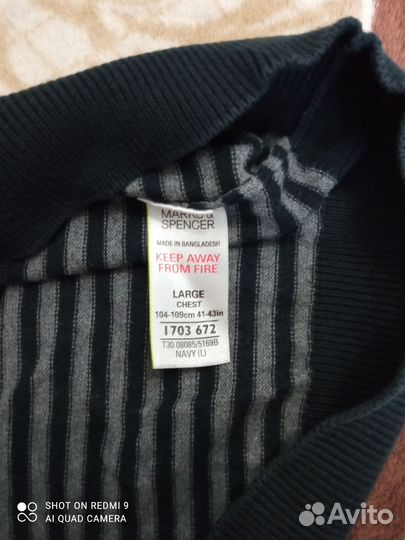 MARKS &
SPENCER
MADE IN BANGLADESH
KEEP AWAY
FROM FIRE
LARGE
CHEST
104-109cm 41-43in
1703 672
T30 08085/5169B
NAVY (L)
SHOT ON REDMI 9
AI QUAD CAMERA
Avito